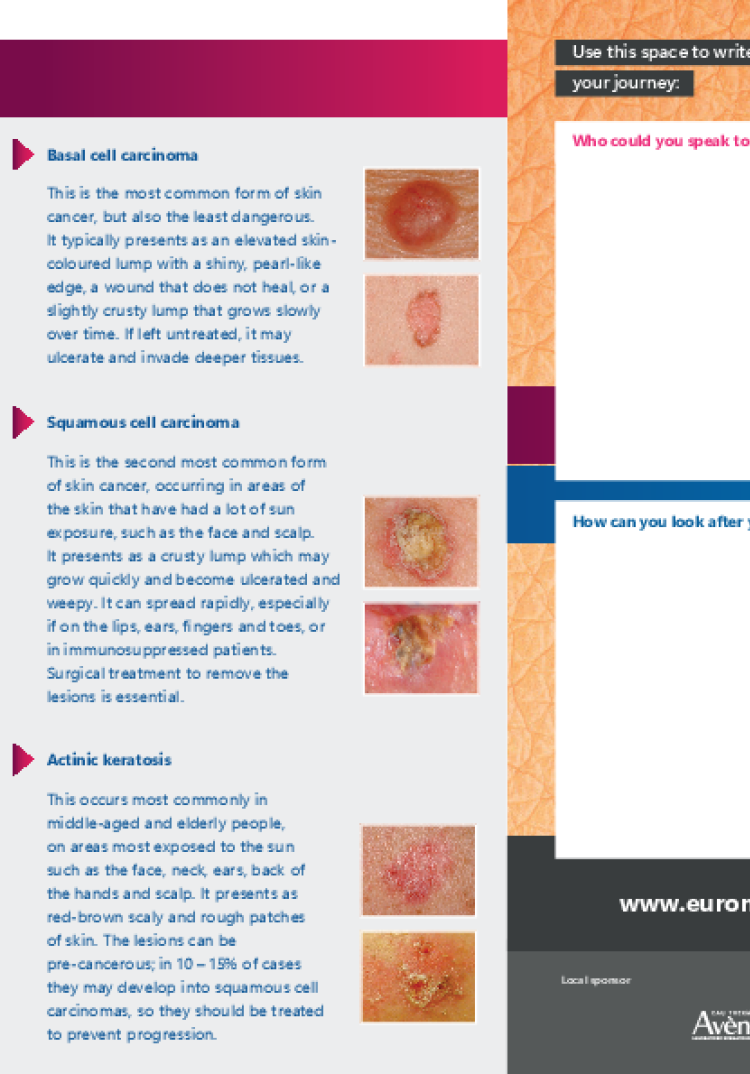 Basal cell carcinoma
This is the most common form of skin
cancer, but also the least dangerous.
It typically presents as an elevated skin-
coloured lump with a shiny, pearl-like
edge, a wound that does not heal, or a
slightly crusty lump that grows slowly
over time. If left untreated, it may
ulcerate and invade deeper tissues.
Squamous cell carcinoma
This is the second most common form
of skin cancer, occurring in areas of
the skin that have had a lot of sun
exposure, such as the face and scalp.
It presents as a crusty lump which may
grow quickly and become ulcerated and
weepy. It can spread rapidly, especially
if on the lips, ears, fingers and toes, or
in immunosuppressed patients.
Surgical treatment to remove the
lesions is essential.
Actinic keratosis
This occurs most commonly in
middle-aged and elderly people,
on areas most exposed to the sun
such as the face, neck, ears, back of
the hands and scalp. It presents as
red-brown scaly and rough patches
of skin. The lesions can be
pre-cancerous; in 10 – 15% of cases
they may develop into squamous cell
carcinomas, so they should be treated
to prevent progression.
Use this space to write
your journey:
Who could you speak to
How can you look after
www.euro
Local sponsor
EAU THERM
Avèn